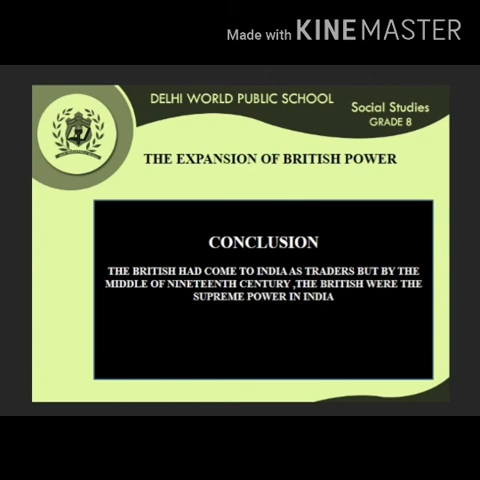 Made with KINEMASTER
DELHI WORLD PUBLIC SCHOOL
Social Studies
GRADE 8
THE EXPANSION OF BRITISH POWER
CONCLUSION
THE BRITISH HAD COME TO INDIA AS TRADERS BUT BY THE
MIDDLE OF NINETEENTH CENTURY ,THE BRITISH WERE THE
SUPREME POWER IN INDIA